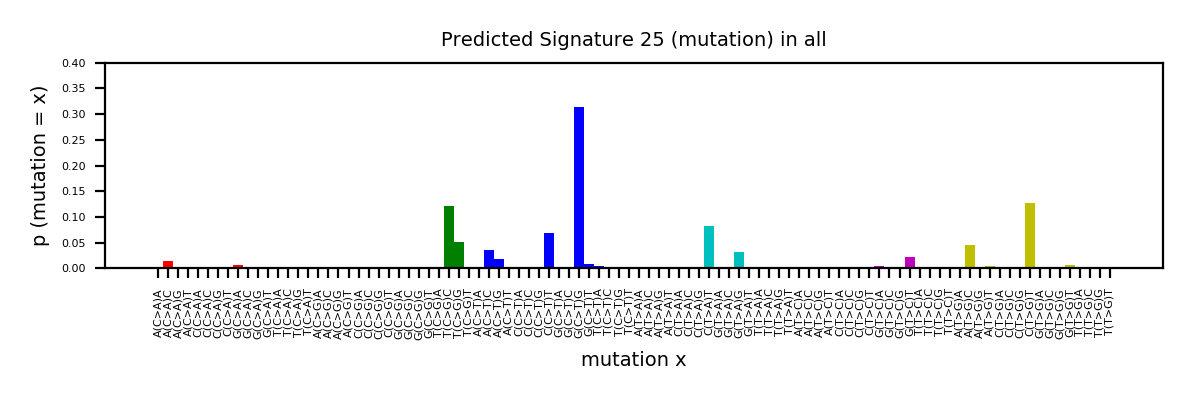 Predicted Signature 25 (mutation) in all
p (mutation = x)
0.40
0.35
0.30
0.25
0.20
0.15
0.10
0.05
0.00
A(C>A)A A(C>A)C A(C>A)G A(C>A)T C(C>A)A C(C>A)C C(C>A)G C(C>A)T G(C>A)A G(C>A)C G(C>A)G G(C>A)T T(C>A)A T(C>A)C T(C>A)G T(C>A)T A(C>G)A A(C>G)C A(C>G)G A(C>G)T C(C>G)A C(C>G)C C(C>G)G C(C>G)T G(C>G)A G(C>G)C G(C>G)G G(C>G)T T(C>G)A T(C>G)C T(C>G)G T(C>G)T A(C>T)A A(C>T)C A(C>T)G A(C>T)T C(C>T)A C(C>T)C C(C>T)G C(C>T)T G(C>T)A G(C>T)C G(C>T)G G(C>T)T T(C>T)A T(C>T)C T(C>T)G T(C>T)T A(T>A)A A(T>A)C A(T>A)G A(T>A)T C(T>A)A C(T>A)C C(T>A)G C(T>A)T G(T>A)A G(T>A)C G(T>A)G G(T>A)T T(T>A)A T(T>A)C T(T>A)G T(T>A)T A(T>C)A A(T>C)C A(T>C)G A(T>C)T C(T>C)A C(T>C)C C(T>C)G C(T>C)T G(T>C)A G(T>C)C G(T>C)G G(T>C)T T(T>C)A T(T>C)C T(T>C)G T(T>C)T A(T>G)A A(T>G)C A(T>G)G A(T>G)T C(T>G)A C(T>G)C C(T>G)G C(T>G)T G(T>G)A G(T>G)C G(T>G)G G(T>G)T T(T>G)A T(T>G)C T(T>G)G T(T>G)T
mutation x